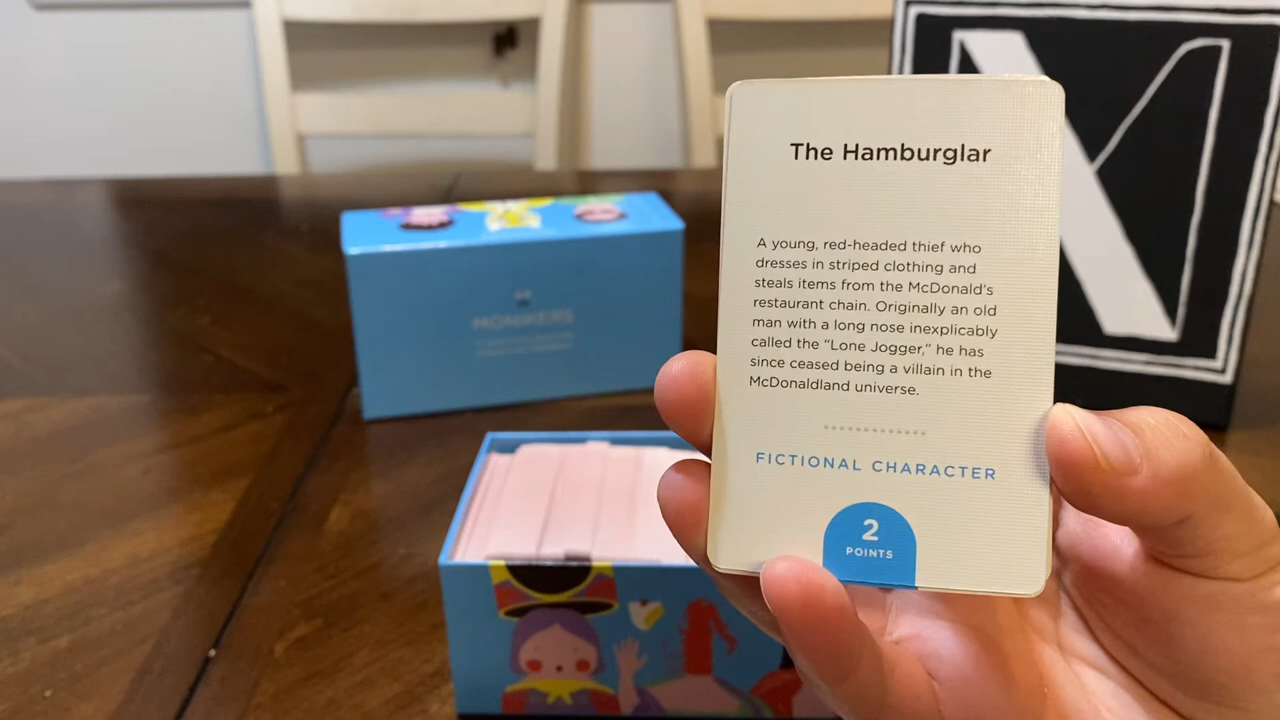 The Hamburglar
A young, red-headed thief who
dresses in striped clothing and
steals items from the McDonald's
restaurant chain. Originally an old
man with a long nose inexplicably
called the “Lone Jogger,” he has
since ceased being a villain in the
McDonaldland universe.
FICTIONAL CHARACTER
2
POINTS
MONIKERS
M